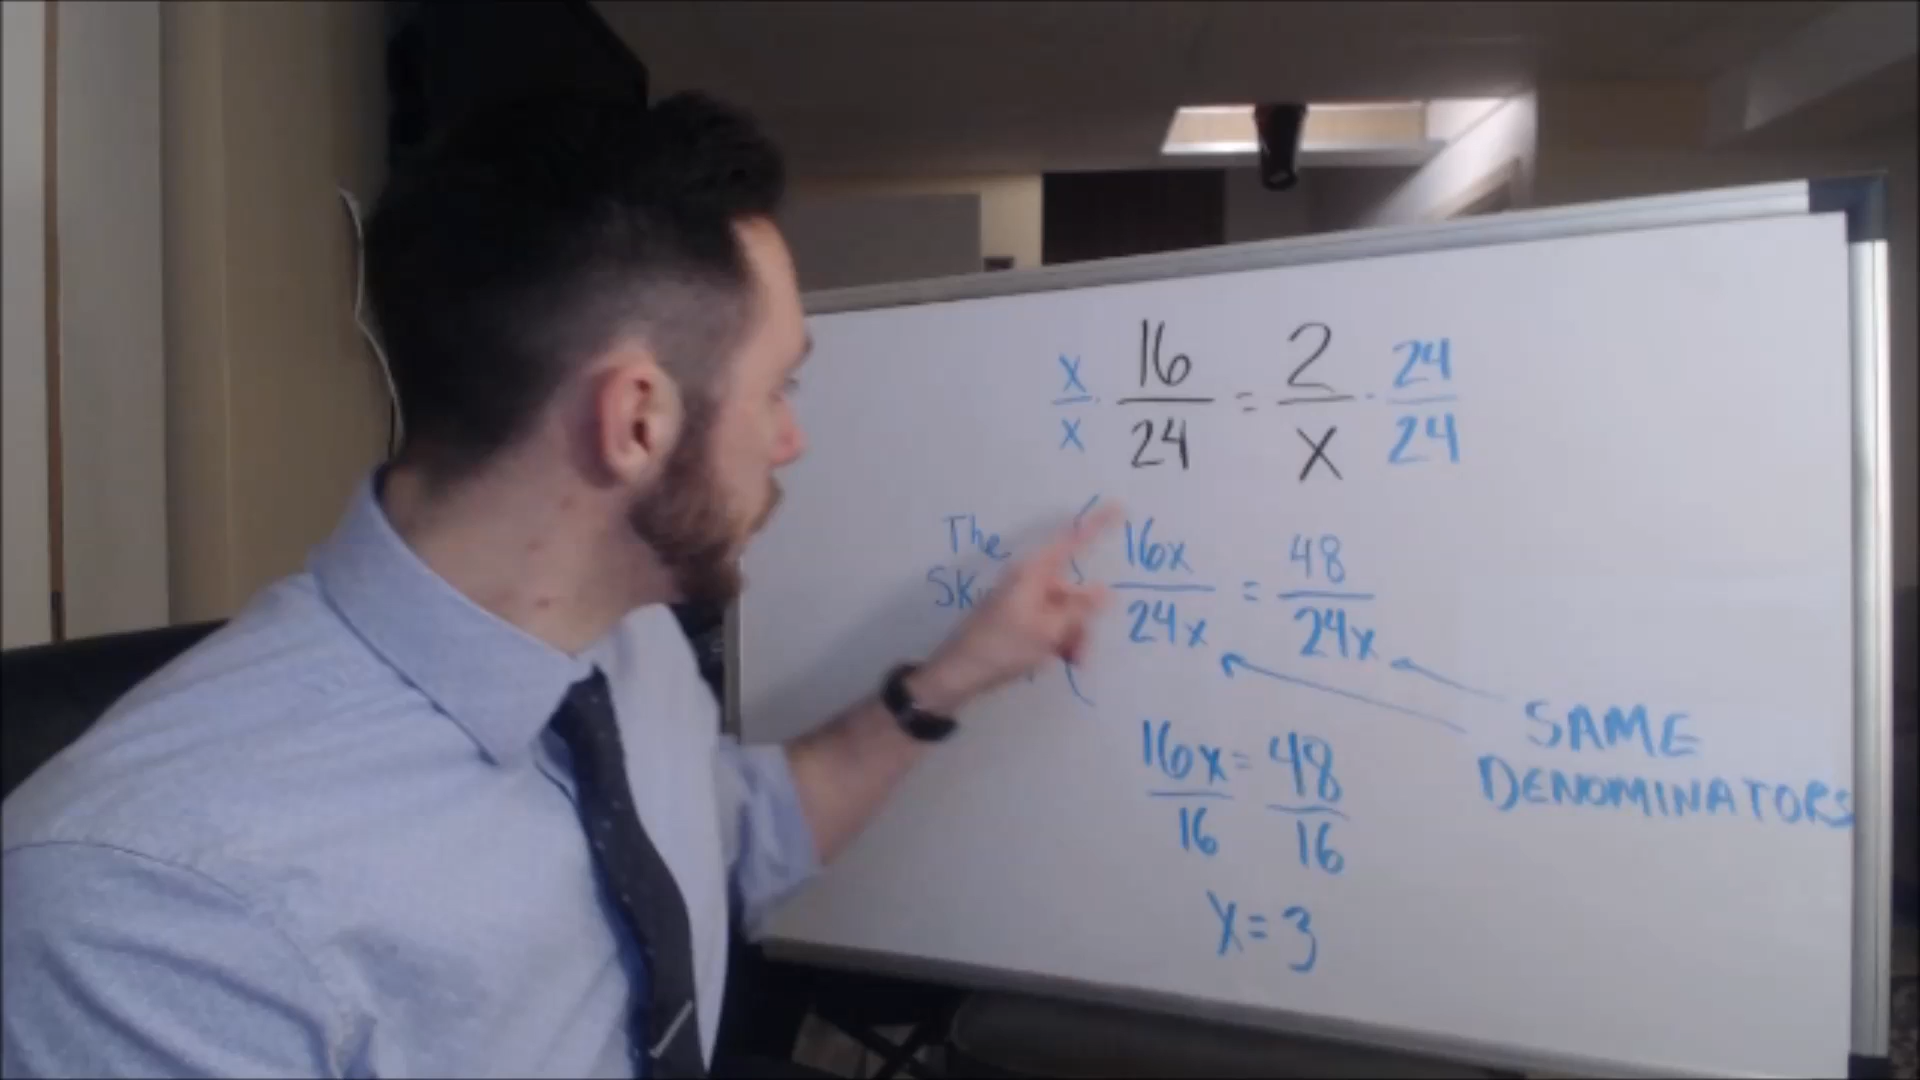 x/x · 16/24 = 2/x · 24/24
The
16x/24x = 48/24x
SAME
DENOMINATORS
16x = 48
16 16
x = 3